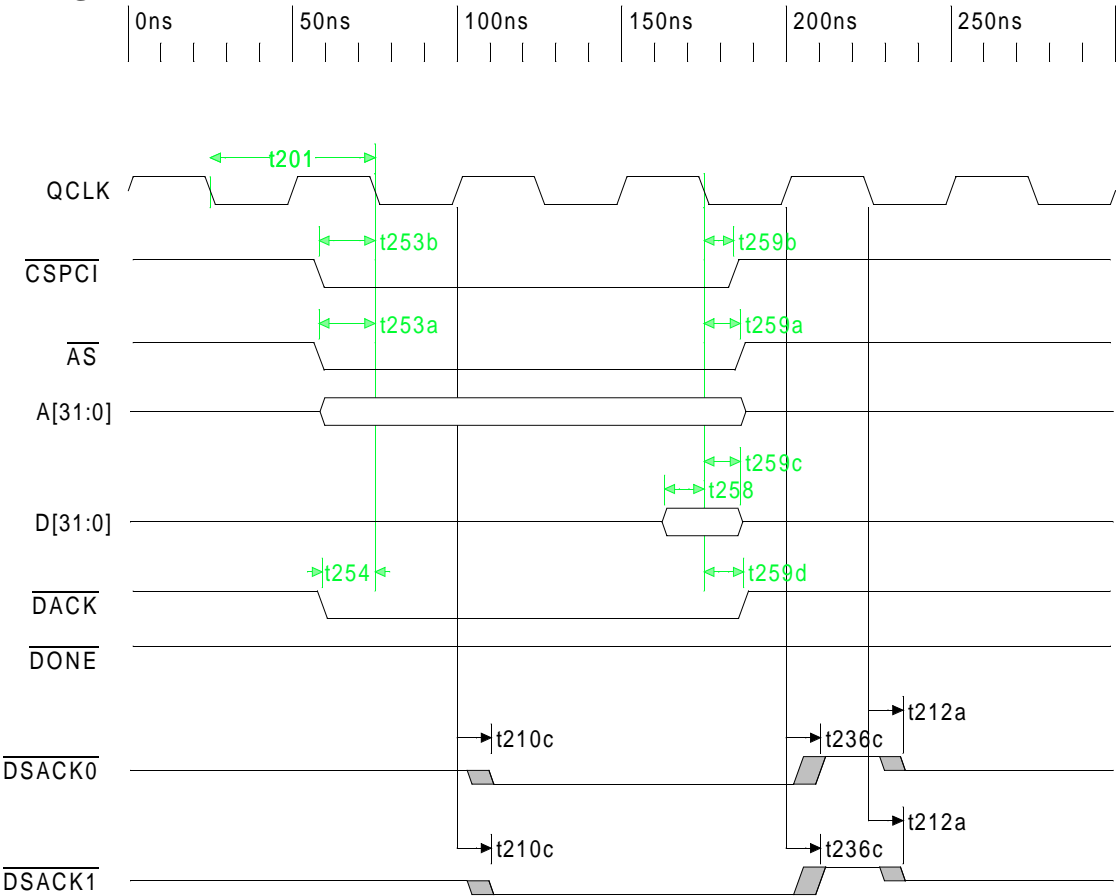 0ns 50ns 100ns 150ns 200ns 250ns
t201
QCLK
t253b t259b
CSPCI
t253a t259a
AS
A[31:0]
t259c
t258
D[31:0]
t254 t259d
DACK
DONE
t212a
t210c t236c
DSACK0
t212a
t210c t236c
DSACK1